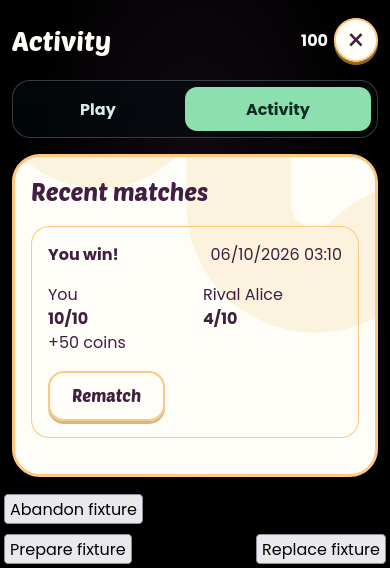 Activity
100 ×
Play Activity
Recent matches
You win! 06/10/2026 03:10
You Rival Alice
10/10 4/10
+50 coins
Rematch
Abandon fixture
Prepare fixture Replace fixture